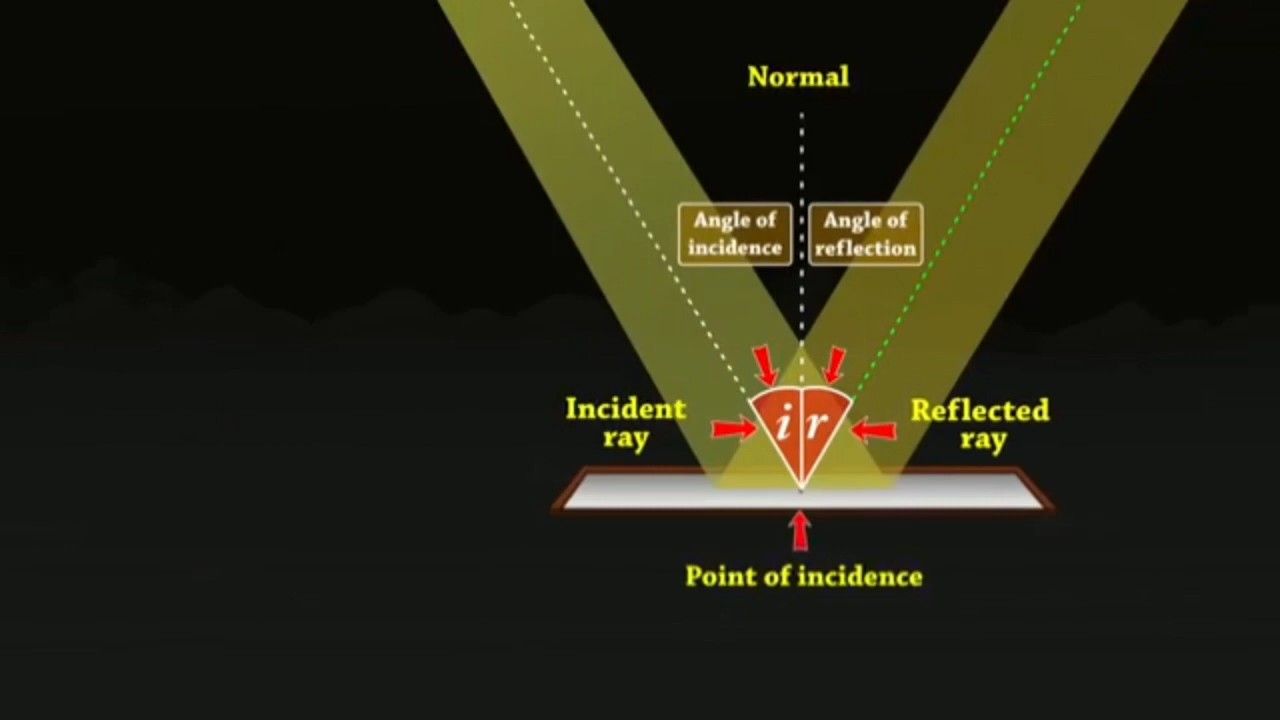 Normal
Angle of
incidence
Angle of
reflection
Incident
ray
i r
Reflected
ray
Point of incidence